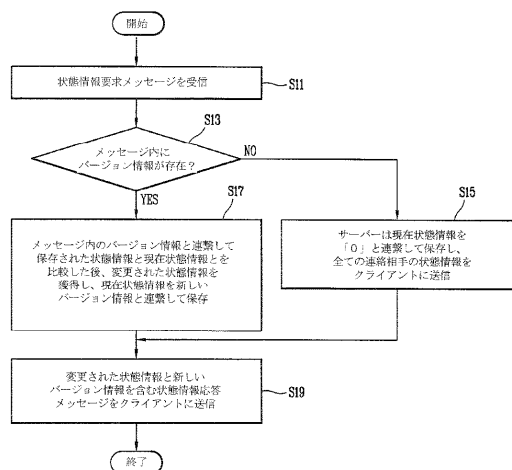 開始
状態情報要求メッセージを受信
S11
S13
メッセージ内に
バージョン情報が存在？
NO
YES
S17
メッセージ内のバージョン情報と連繋して
保存された状態情報と現在状態情報とを
比較した後、変更された状態情報を
獲得し、現在状態情報を新しい
バージョン情報と連繋して保存
S15
サーバーは現在状態情報を
「0」と連繋して保存し、
全ての連絡相手の状態情報を
クライアントに送信
変更された状態情報と新しい
バージョン情報を含む状態情報応答
メッセージをクライアントに送信
S19
終了